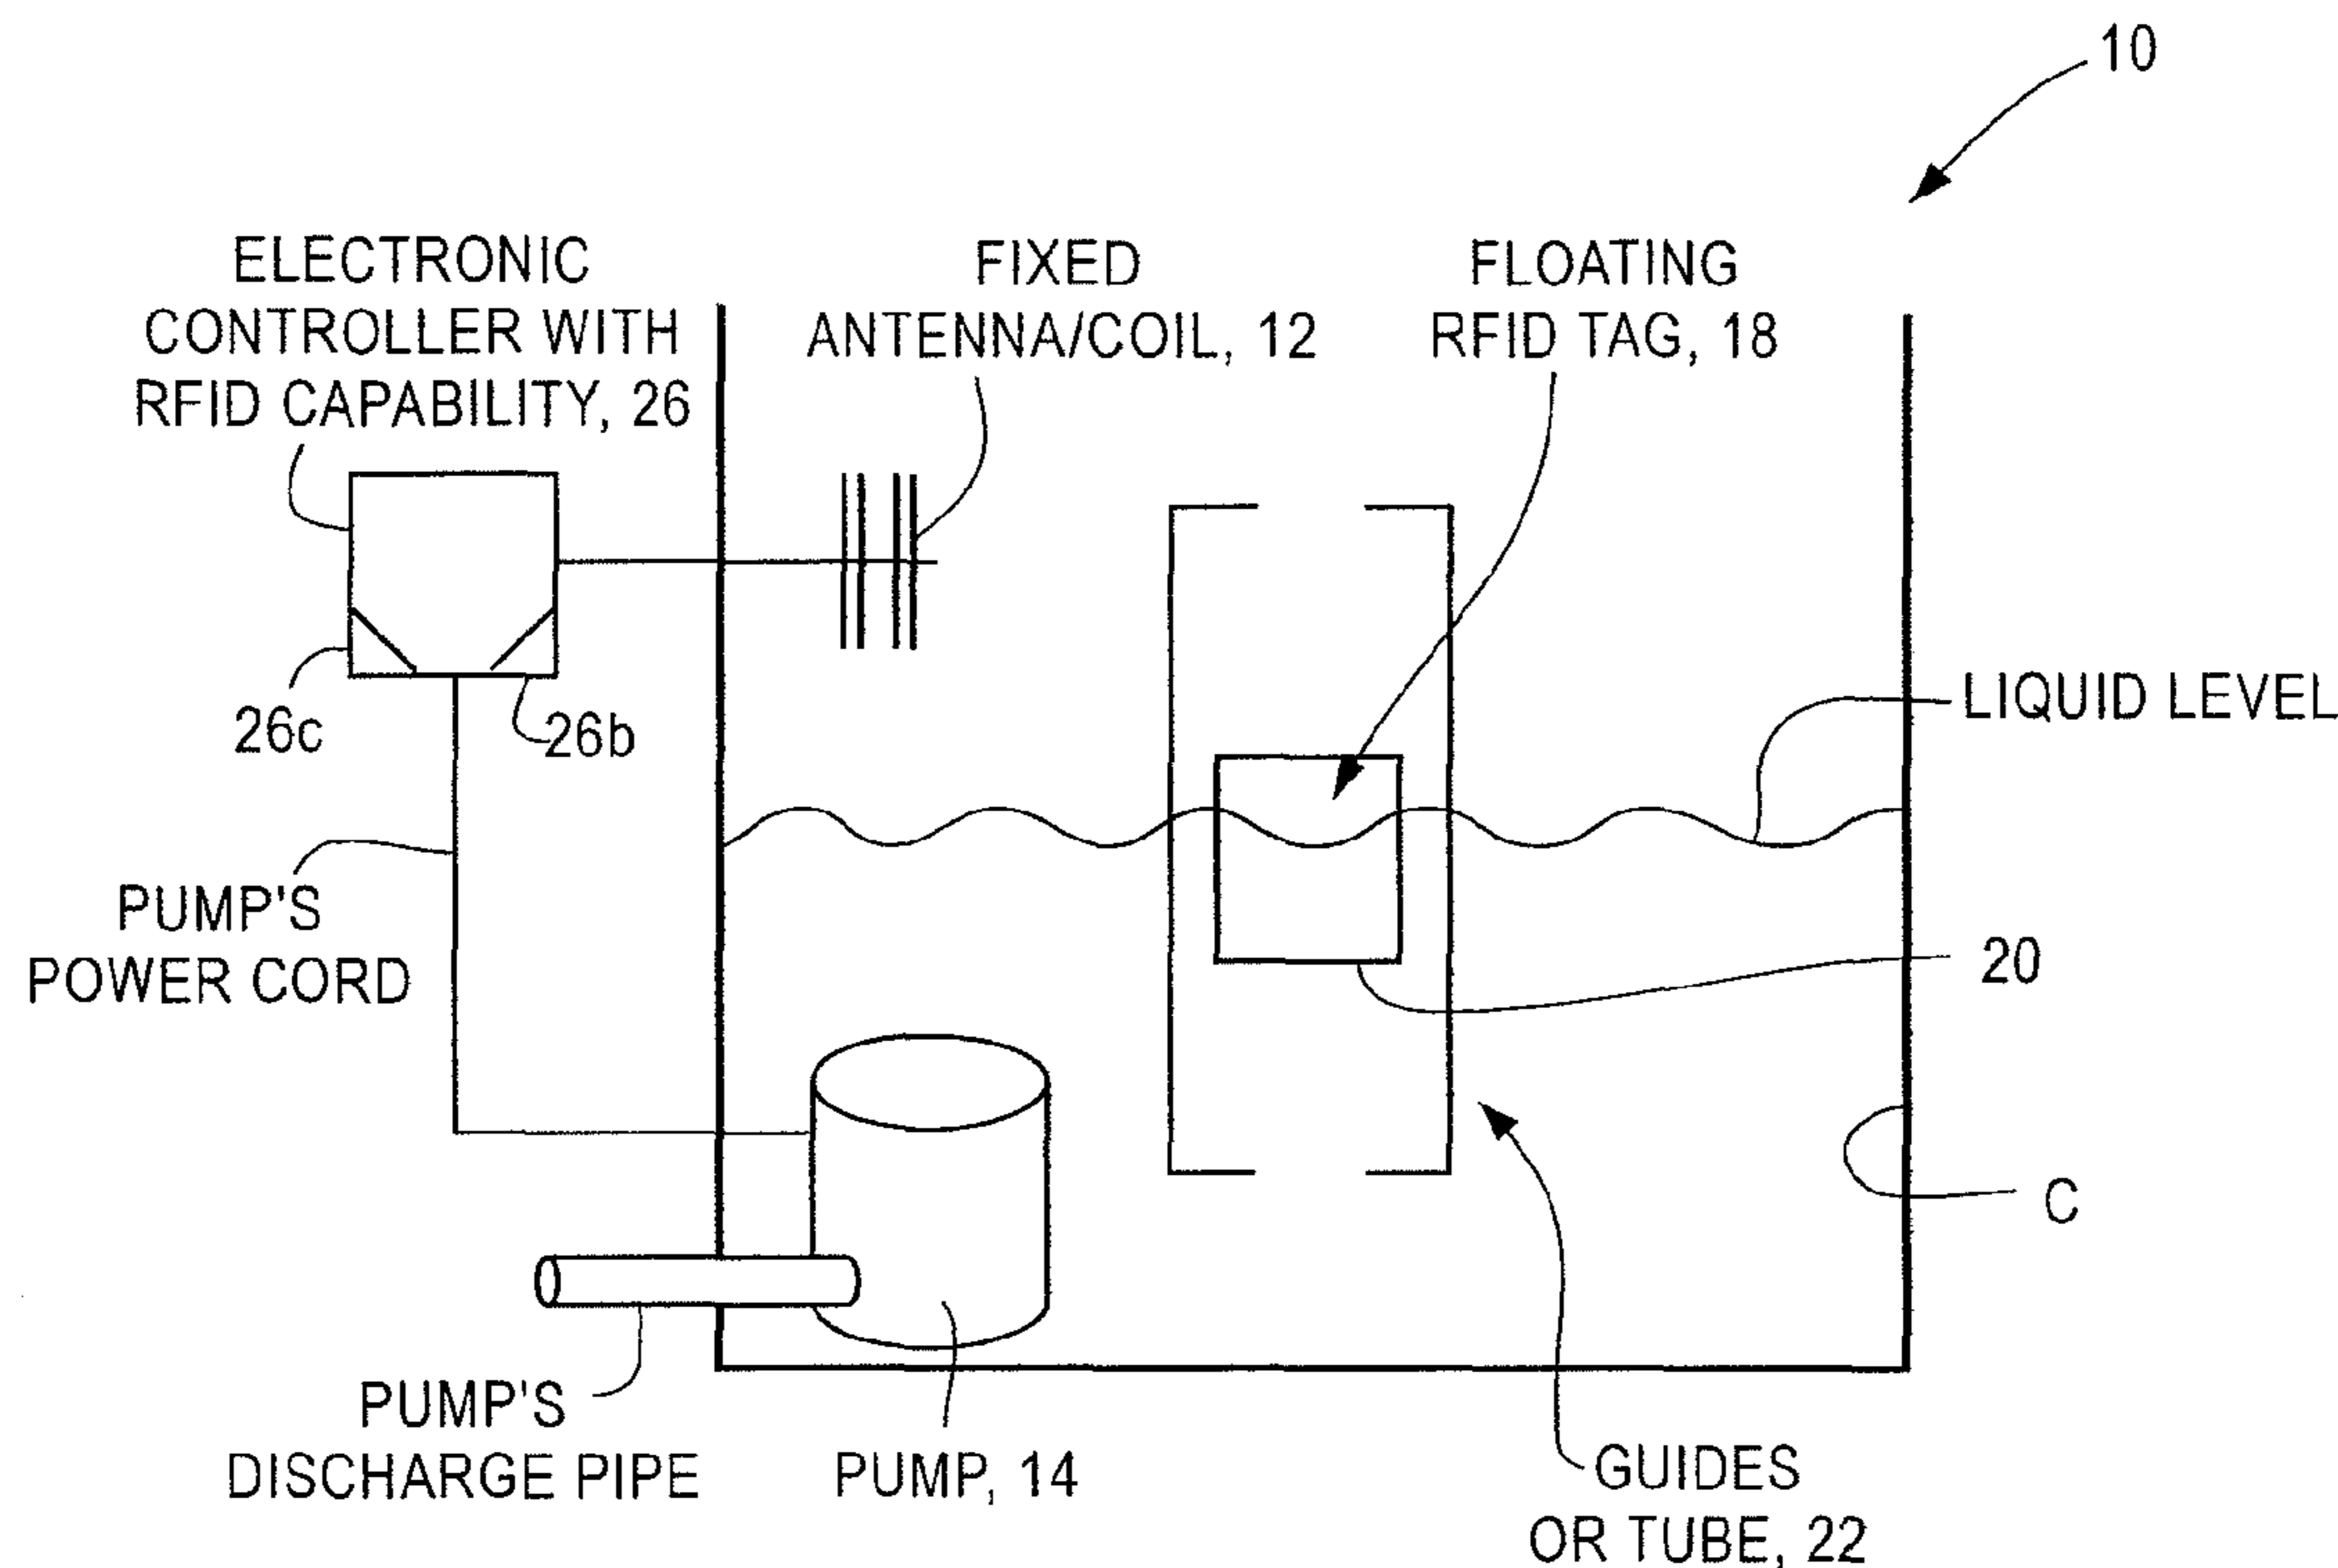 10
ELECTRONIC
CONTROLLER WITH
RFID CAPABILITY, 26
FIXED
ANTENNA/COIL, 12
FLOATING
RFID TAG, 18
26c
26b
LIQUID LEVEL
PUMP'S
POWER CORD
20
C
PUMP'S
DISCHARGE PIPE
PUMP, 14
GUIDES
OR TUBE, 22